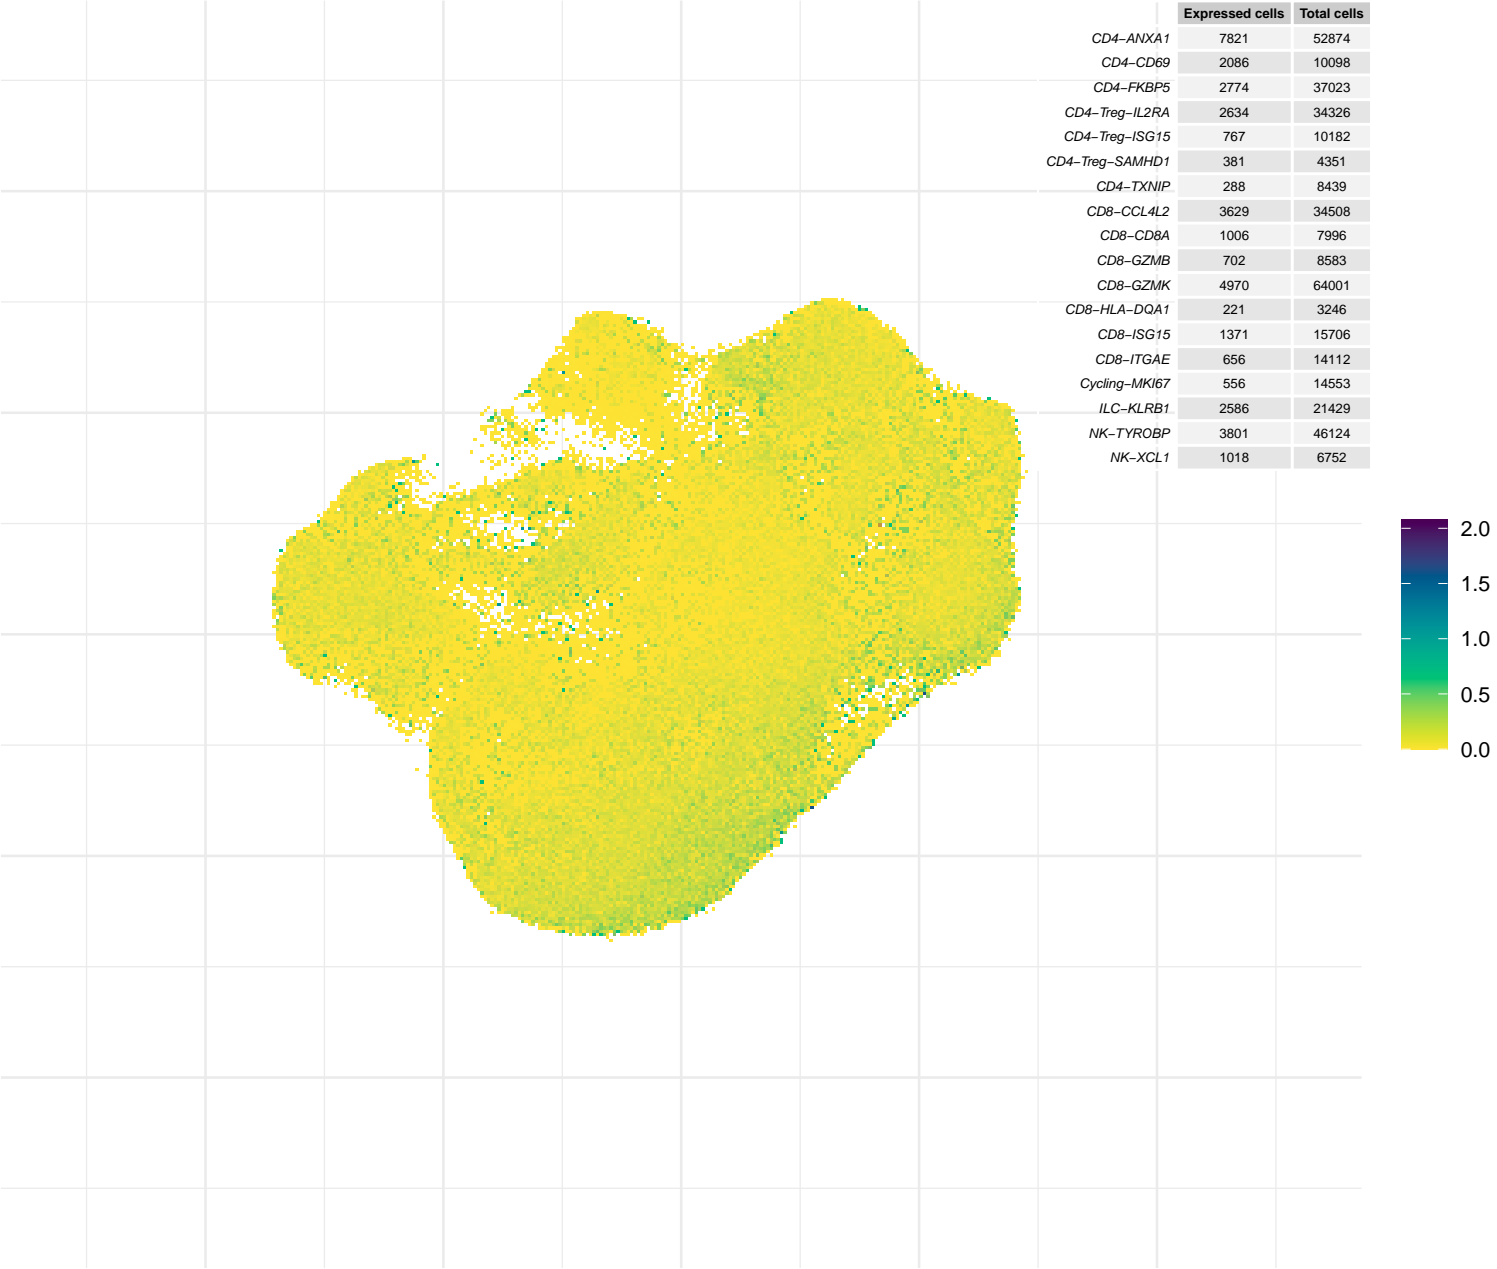 Expressed cells Total cells
CD4−ANXA1 7821 52874
CD4−CD69 2086 10098
CD4−FKBP5 2774 37023
CD4−Treg−IL2RA 2634 34326
CD4−Treg−ISG15 767 10182
CD4−Treg−SAMHD1 381 4351
CD4−TXNIP 288 8439
CD8−CCL4L2 3629 34508
CD8−CD8A 1006 7996
CD8−GZMB 702 8583
CD8−GZMK 4970 64001
CD8−HLA−DQA1 221 3246
CD8−ISG15 1371 15706
CD8−ITGAE 656 14112
Cycling−MKI67 556 14553
ILC−KLRB1 2586 21429
NK−TYROBP 3801 46124
NK−XCL1 1018 6752
2.0
1.5
1.0
0.5
0.0